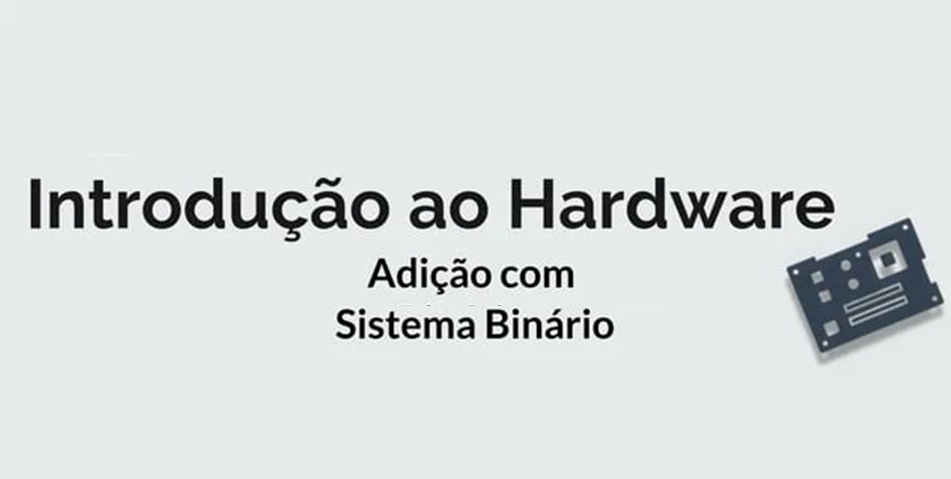 Introdução ao Hardware
Adição com
Sistema Binário